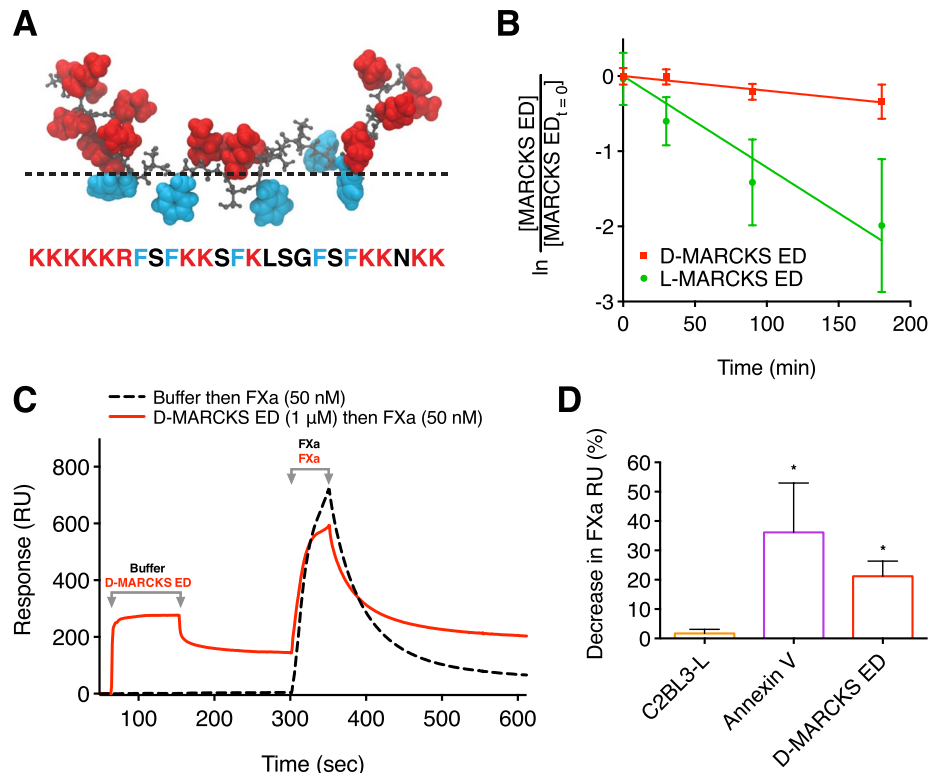 A
KKKKKRFSFKKSFKLSGFSFKKNKK
B
ln [MARCKS ED]
[MARCKS ED t = 0]
0
-1
-2
-3
D-MARCKS ED
L-MARCKS ED
0 50 100 150 200
Time (min)
C
Buffer then FXa (50 nM)
D-MARCKS ED (1 µM) then FXa (50 nM)
FXa
FXa
Buffer
D-MARCKS ED
Response (RU)
800
600
400
200
0
100 200 300 400 500 600
Time (sec)
D
Decrease in FXa RU (%)
60
50
40
30
20
10
0
* 
*
C2BL3-L
Annexin V
D-MARCKS ED